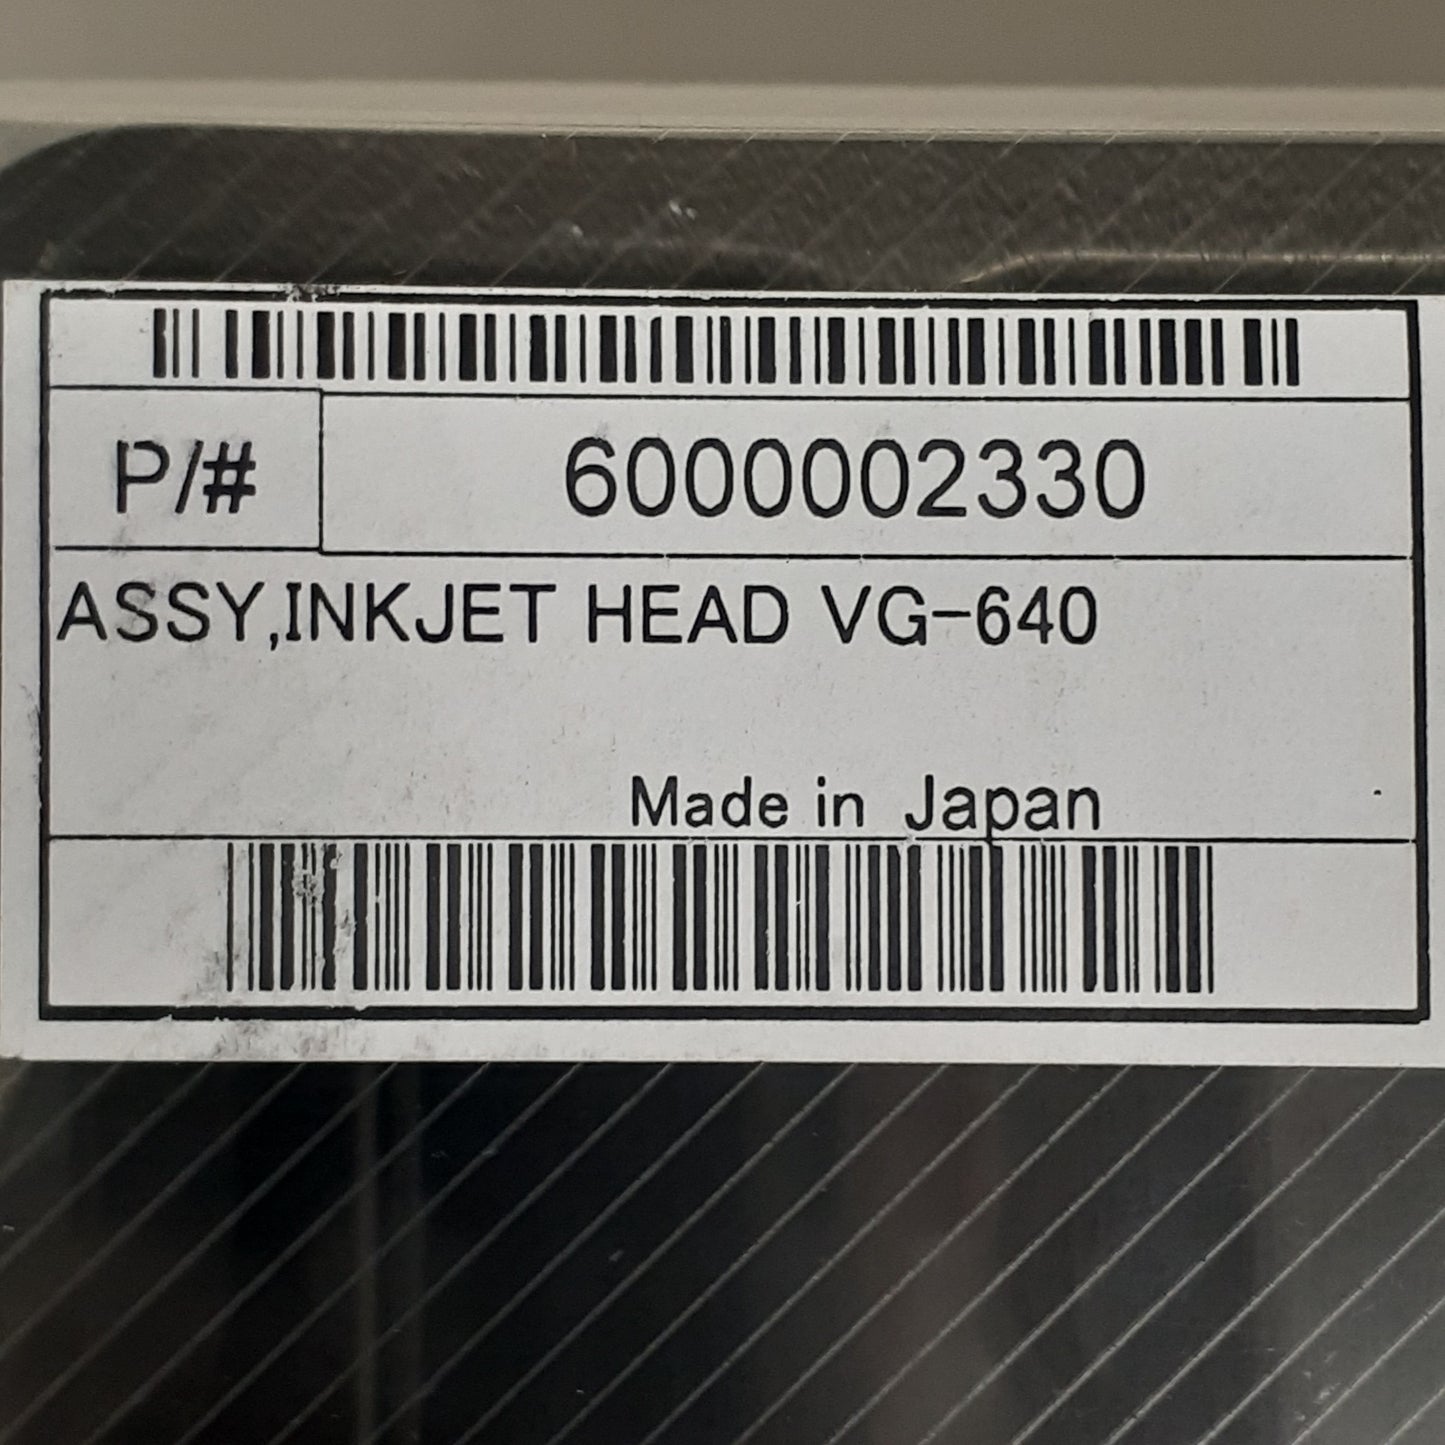 P/# 6000002330
ASSY,INKJET HEAD VG-640
Made in Japan